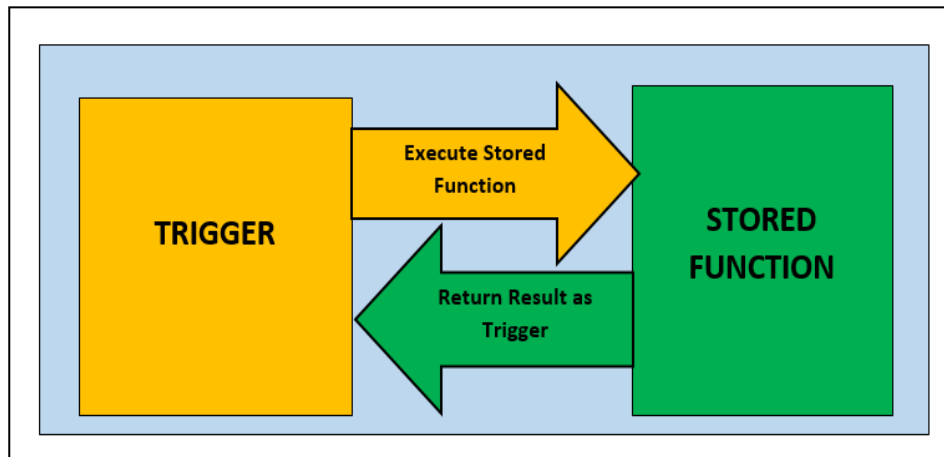 TRIGGER
Execute Stored
Function
Return Result as
Trigger
STORED
FUNCTION